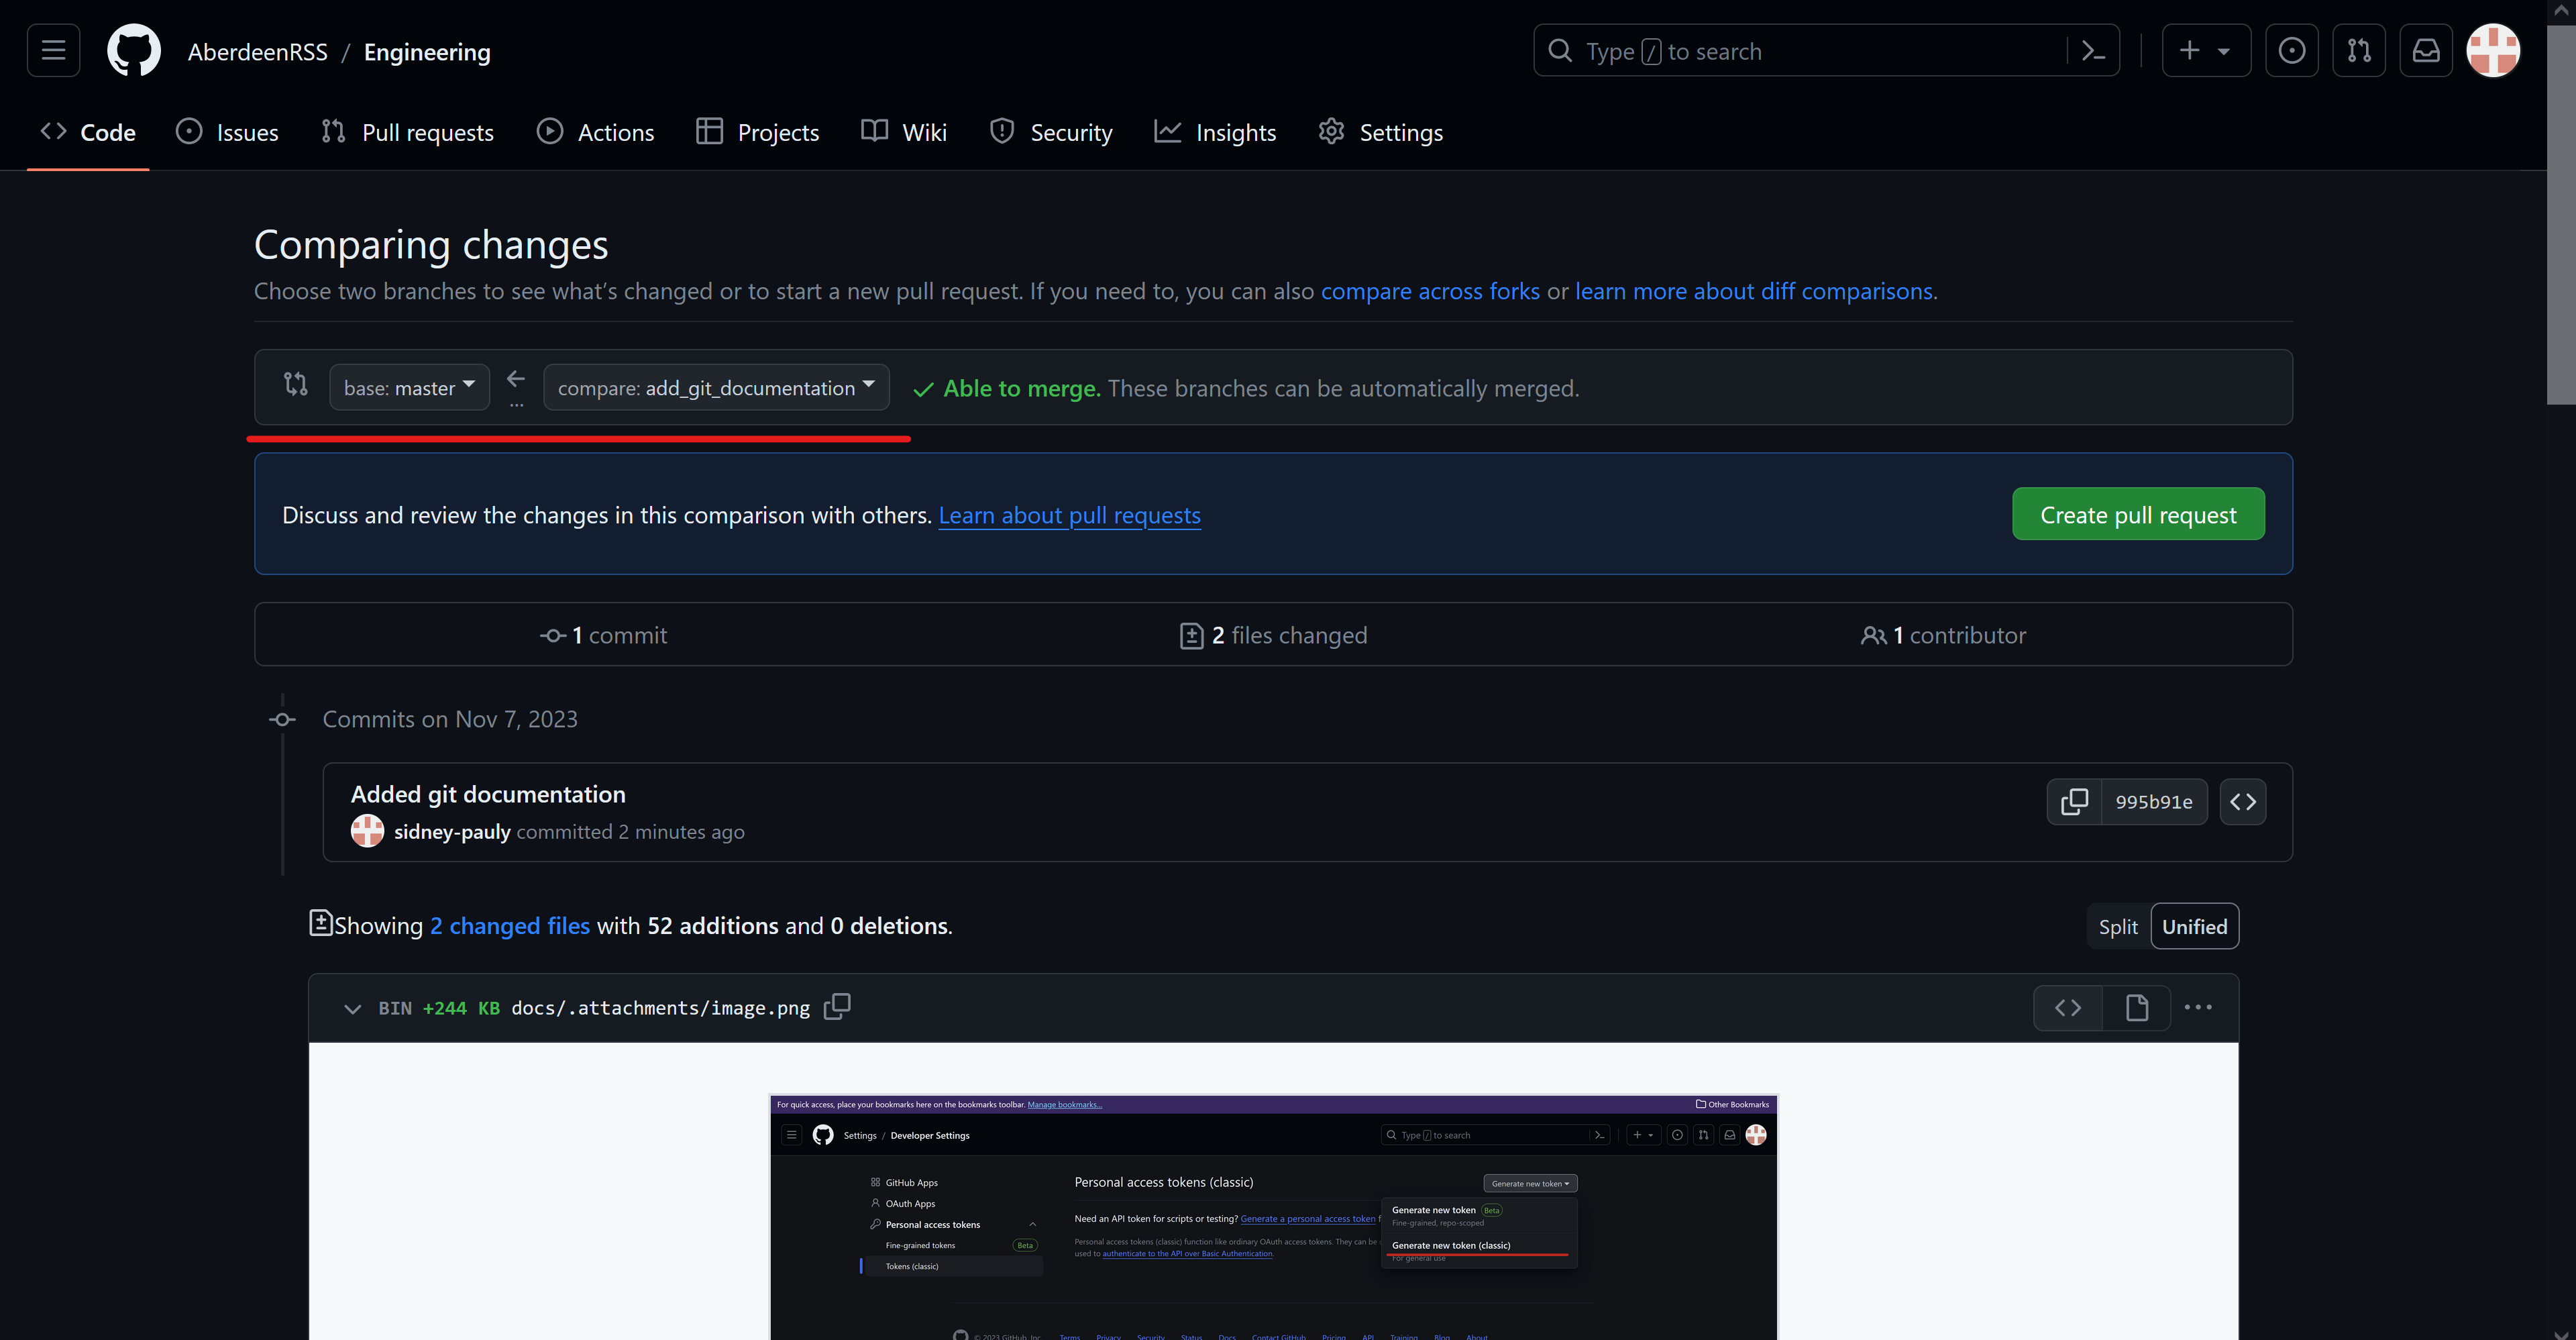 AberdeenRSS / Engineering
Type / to search
Code Issues Pull requests Actions Projects Wiki Security Insights Settings
Comparing changes
Choose two branches to see what's changed or to start a new pull request. If you need to, you can also compare across forks or learn more about diff comparisons.
base: master ... compare: add_git_documentation Able to merge. These branches can be automatically merged.
Discuss and review the changes in this comparison with others. Learn about pull requests
Create pull request
1 commit 2 files changed 1 contributor
Commits on Nov 7, 2023
Added git documentation
995b91e
sidney-pauly committed 2 minutes ago
Showing 2 changed files with 52 additions and 0 deletions.
Split Unified
BIN +244 KB docs/.attachments/image.png
For quick access, place your bookmarks here on the bookmarks toolbar. Manage bookmarks...
Other Bookmarks
Settings / Developer Settings
Type / to search
GitHub Apps
OAuth Apps
Personal access tokens
Fine-grained tokens Beta
Tokens (classic)
Personal access tokens (classic)
Generate new token
Need an API token for scripts or testing? Generate a personal access token f
Personal access tokens (classic) function like ordinary OAuth access tokens. They can be
used to authenticate to the API over Basic Authentication.
Generate new token Beta
Fine-grained, repo-scoped
Generate new token (classic)
For general use
© 2023 GitHub, Inc. Terms Privacy Security Status Docs Contact GitHub Pricing API Training Blog About